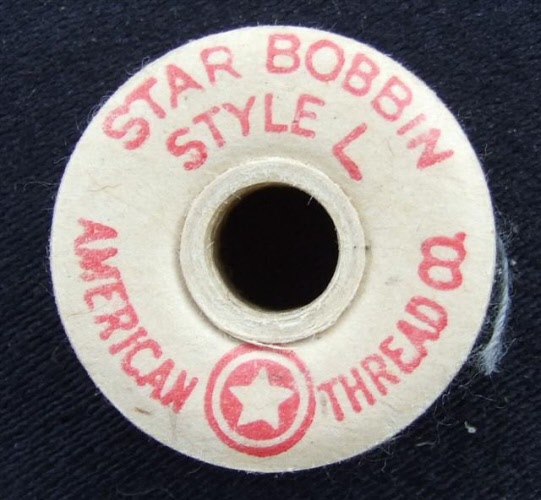 STAR BOBBIN
STYLE L
AMERICAN THREAD CO.